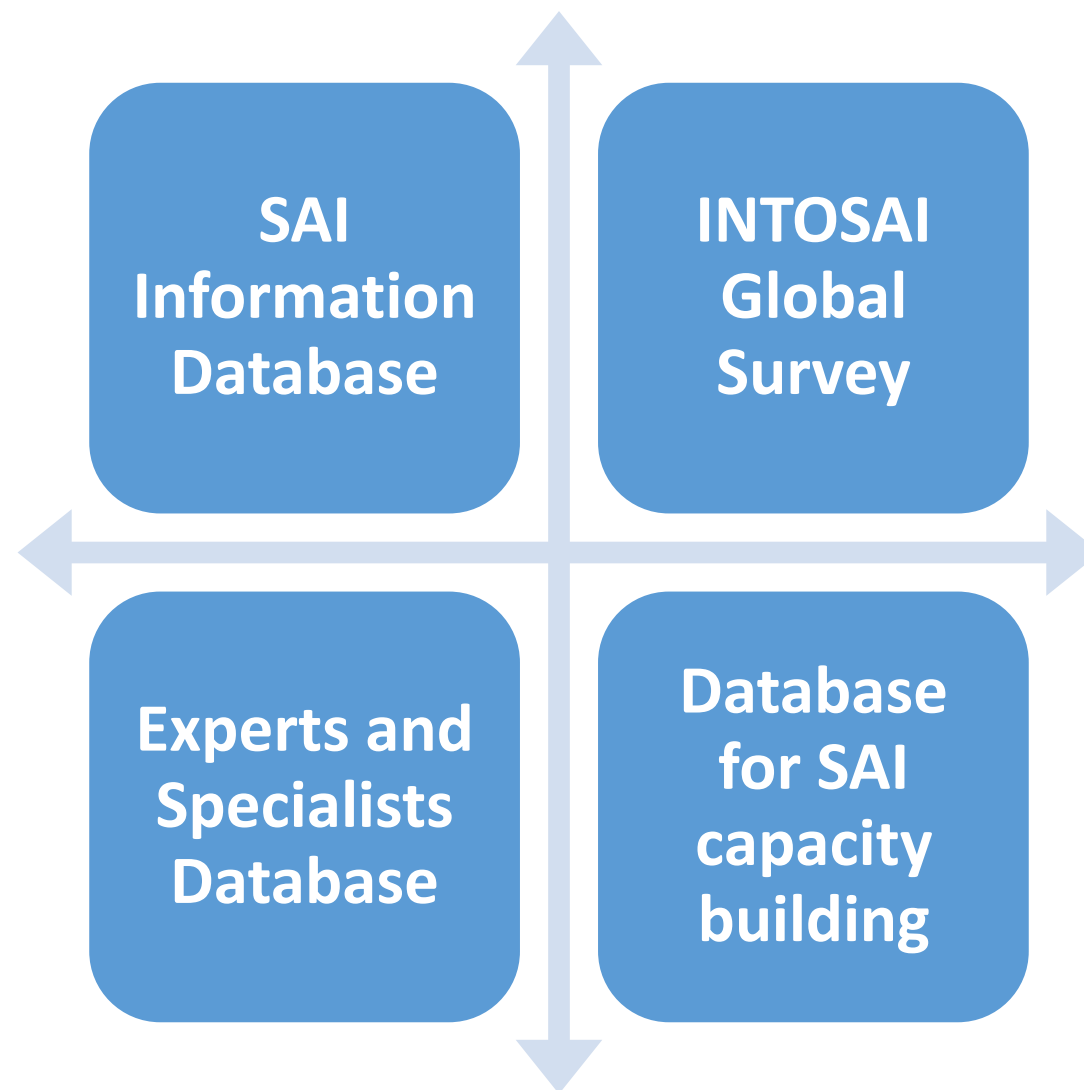 SAI
Information
Database
INTOSAI
Global
Survey
Experts and
Specialists
Database
Database
for SAI
capacity
building